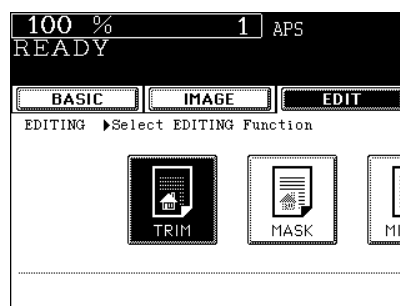 100 % 1 APS
READY
BASIC IMAGE EDIT
EDITING ▶Select EDITING Function
TRIM MASK